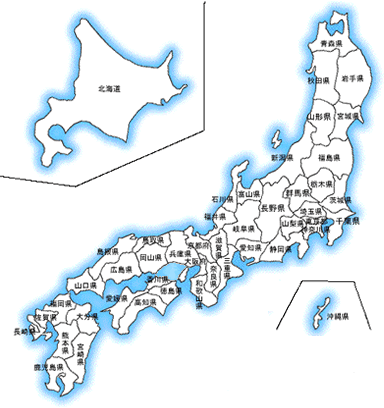 北海道
青森県
秋田県
岩手県
山形県
宮城県
新潟県
福島県
栃木県
群馬県
茨城県
石川県
富山県
長野県
埼玉県
福井県
岐阜県
山梨県
東京都
千葉県
神奈川県
愛知県
静岡県
滋賀県
三重県
京都府
大阪府
奈良県
和歌山県
兵庫県
鳥取県
島根県
岡山県
広島県
山口県
香川県
徳島県
愛媛県
高知県
福岡県
大分県
佐賀県
長崎県
熊本県
宮崎県
鹿児島県
沖縄県